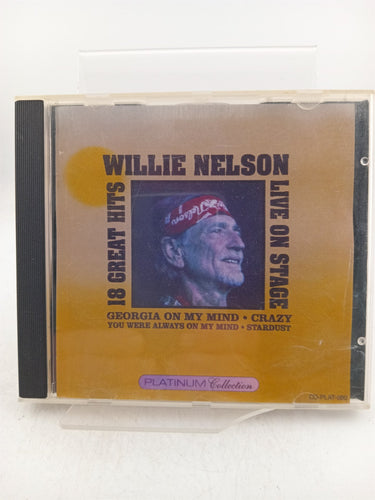 WILLIE NELSON
18 GREAT HITS
LIVE ON STAGE
GEORGIA ON MY MIND • CRAZY
YOU WERE ALWAYS ON MY MIND • STARDUST
PLATINUM Collection